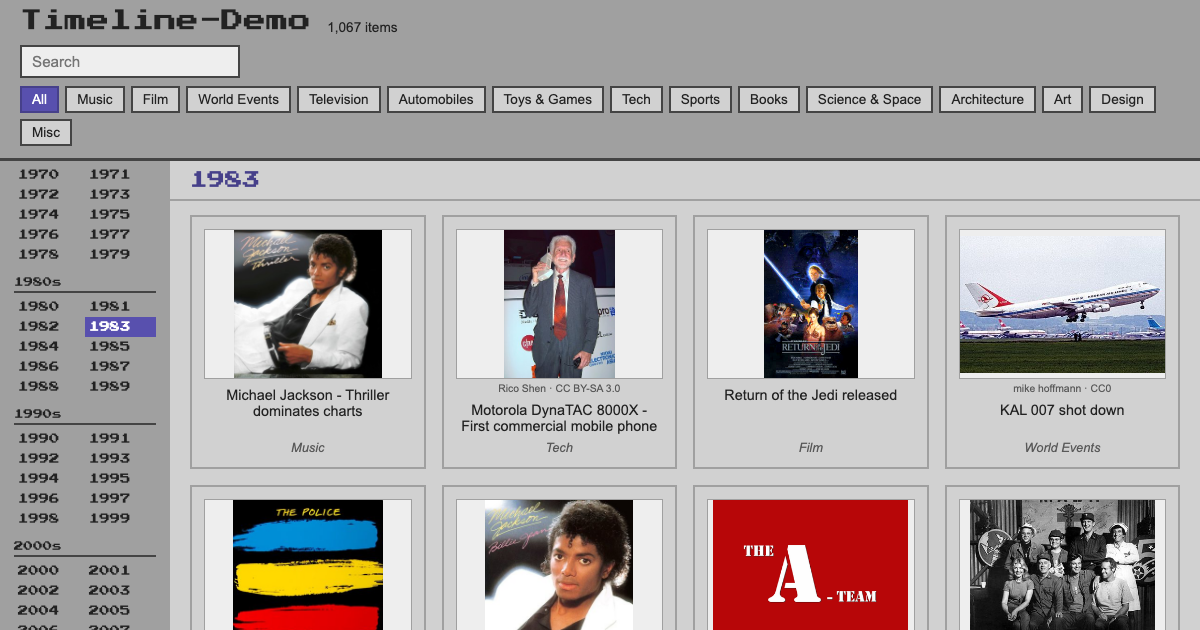 Timeline-Demo
1,067 items
Search
All Music Film World Events Television Automobiles Toys & Games Tech Sports Books Science & Space Architecture Art Design
Misc
1970 1971
1972 1973
1974 1975
1976 1977
1978 1979
1980s
1980 1981
1982 1983
1984 1985
1986 1987
1988 1989
1990s
1990 1991
1992 1993
1994 1995
1996 1997
1998 1999
2000s
2000 2001
2002 2003
2004 2005
2006 2007
1983
Michael Jackson Thriller
Michael Jackson - Thriller
dominates charts
Music
Rico Shen · CC BY-SA 3.0
Motorola DynaTAC 8000X -
First commercial mobile phone
Tech
RETURN OF THE JEDI
Return of the Jedi released
Film
mike hoffmann · CC0
KAL 007 shot down
World Events
THE POLICE
Michael Jackson
Billie Jean
THE A-TEAM